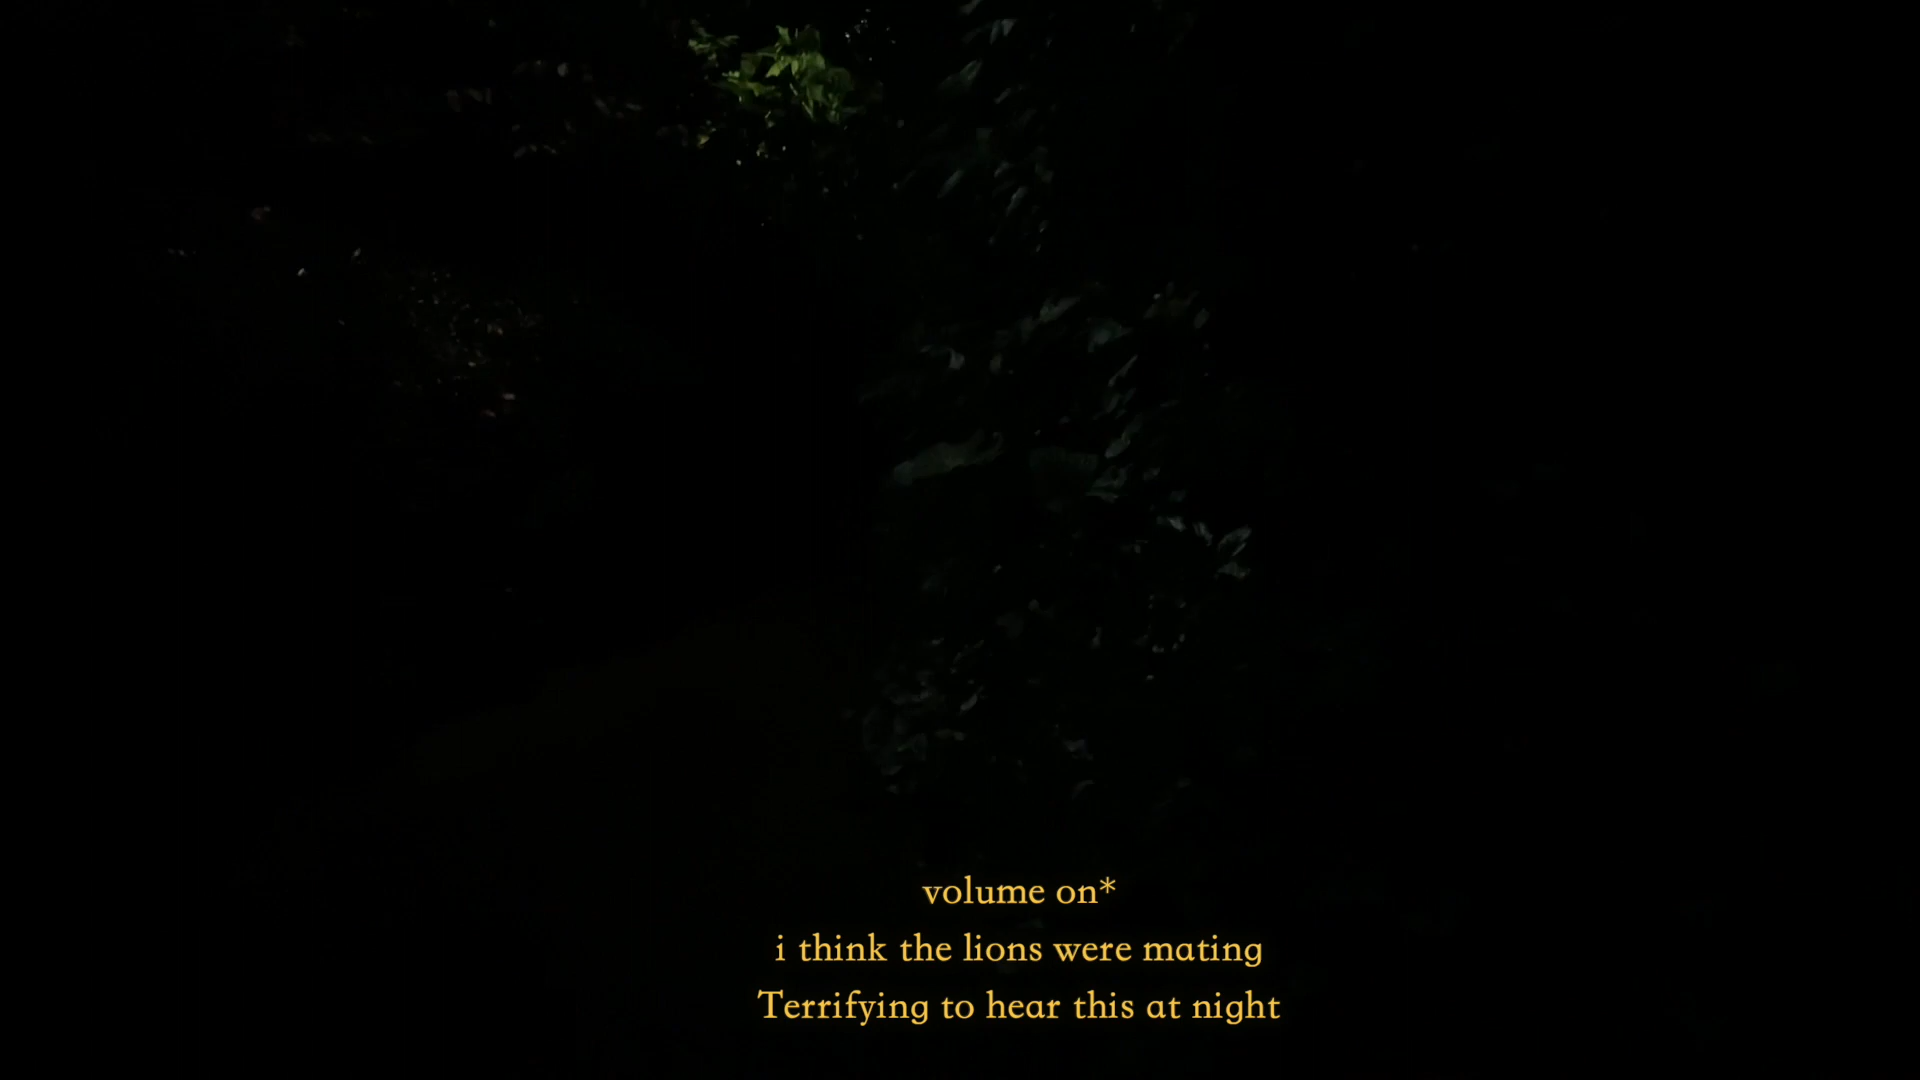 volume on*
i think the lions were mating
Terrifying to hear this at night